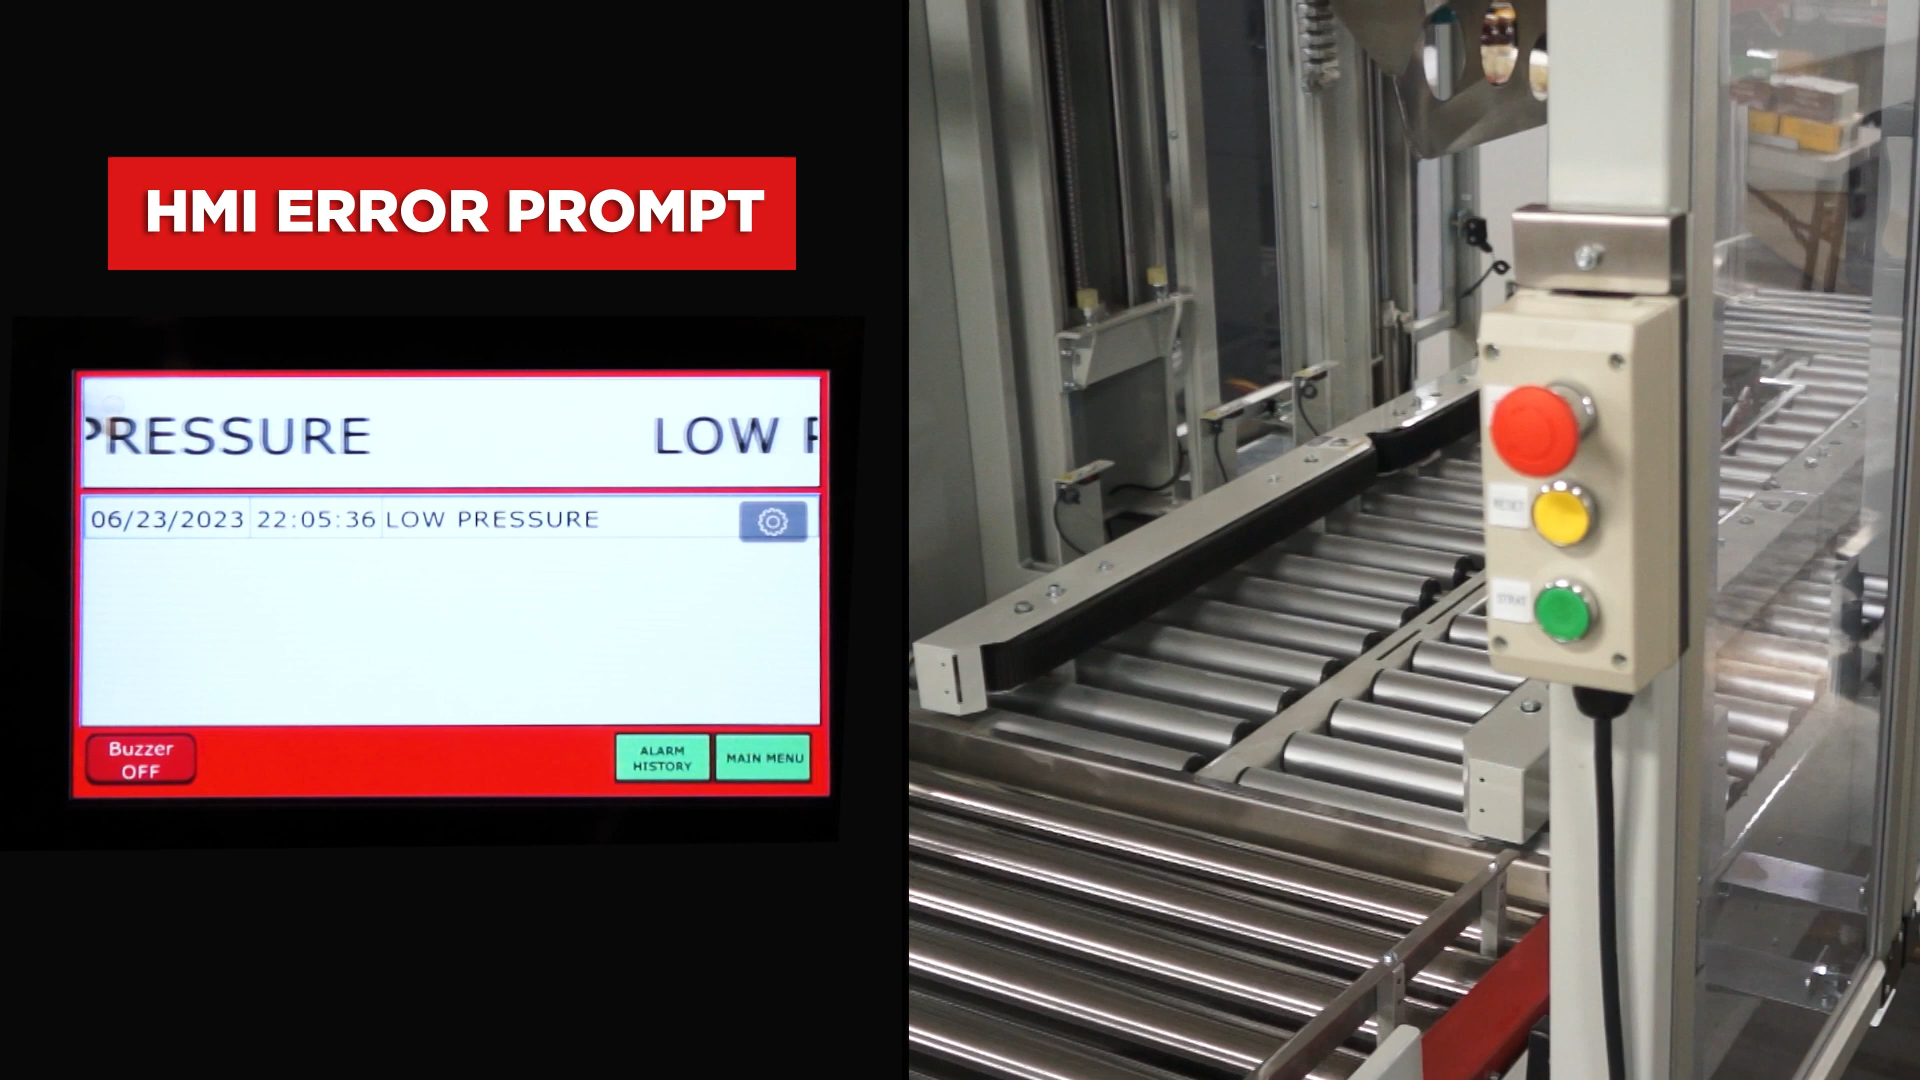 HMI ERROR PROMPT
PRESSURE LOW P
06/23/2023 22:05:36 LOW PRESSURE
Buzzer
OFF
ALARM
HISTORY
MAIN MENU
RESET